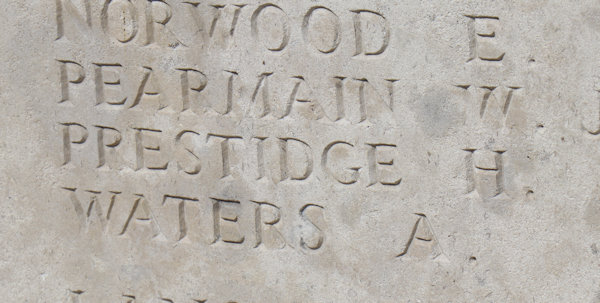 NORWOOD E.
PEARMAIN W.
PRESTIDGE H.
WATERS A.